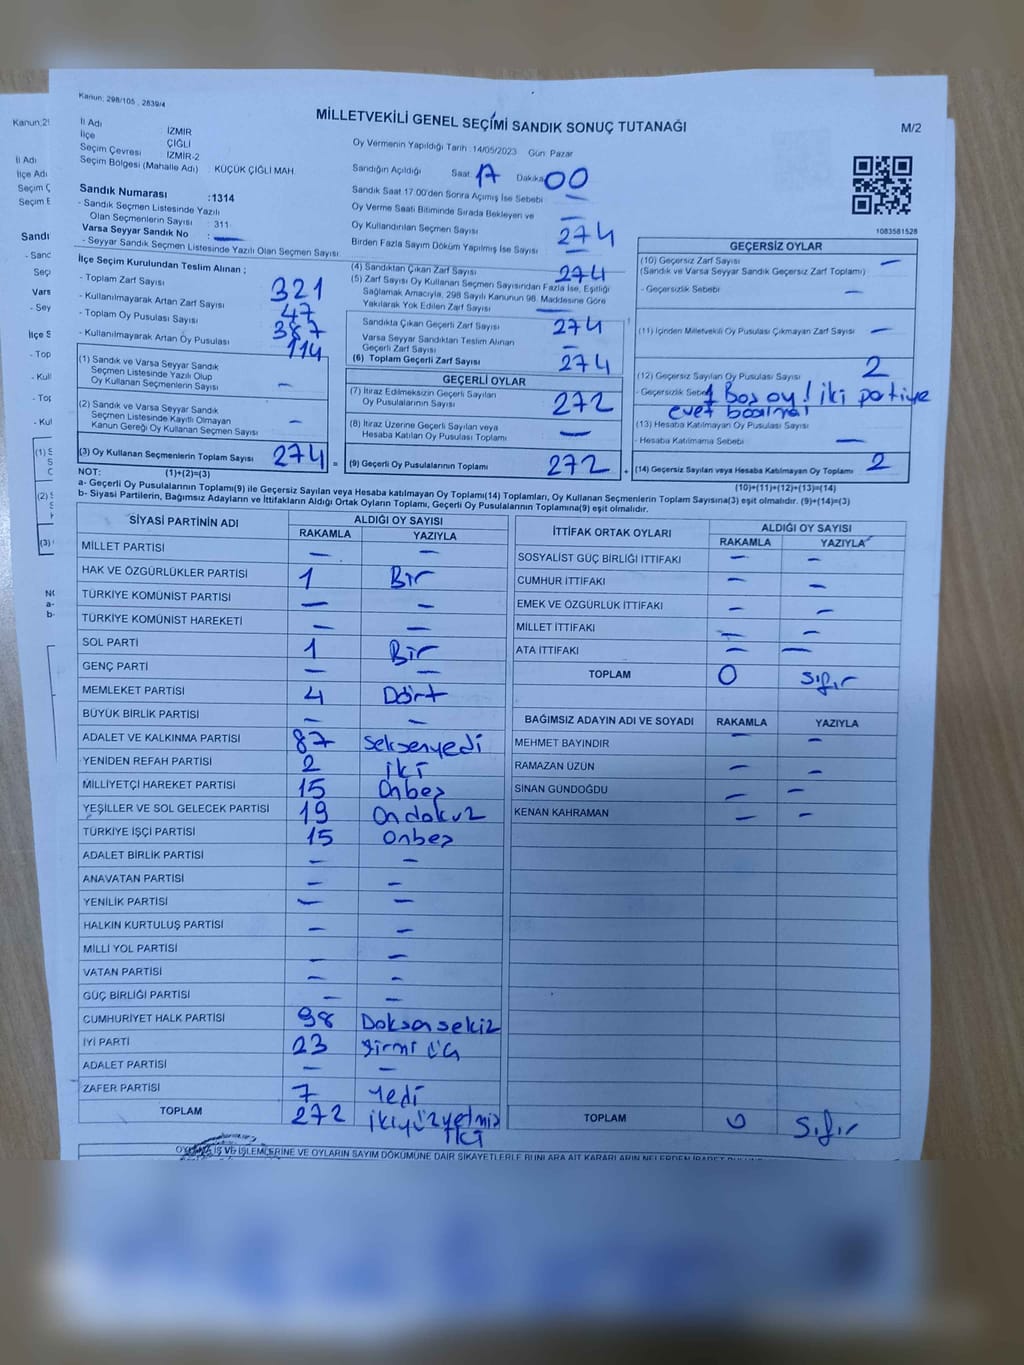 Kanun: 298/105 , 2839/4
MİLLETVEKİLİ GENEL SEÇİMİ SANDIK SONUÇ TUTANAĞI
M/2
İl Adı İZMİR
İlçe ÇİĞLİ
Seçim Çevresi İZMİR-2
Seçim Bölgesi (Mahalle Adı) KÜÇÜK ÇİĞLİ MAH.
Oy Vermenin Yapıldığı Tarih :14/05/2023 Gün: Pazar
Sandığın Açıldığı Saat: 17 Dakika: 00
Sandık Saat 17.00'den Sonra Açılmış İse Sebebi —
Oy Verme Saati Bitiminde Sırada Bekleyen ve
Oy Kullandırılan Seçmen Sayısı —
Birden Fazla Sayım Döküm Yapılmış İse Sayısı —
274
1083581528
Sandık Numarası :1314
- Sandık Seçmen Listesinde Yazılı
Olan Seçmenlerin Sayısı : 311
Varsa Seyyar Sandık No : —
- Seyyar Sandık Seçmen Listesinde Yazılı Olan Seçmen Sayısı
İlçe Seçim Kurulundan Teslim Alınan ;
- Toplam Zarf Sayısı 321
- Kullanılmayarak Artan Zarf Sayısı 47
- Toplam Oy Pusulası Sayısı 387
- Kullanılmayarak Artan Oy Pusulası 114
(1) Sandık ve Varsa Seyyar Sandık
Seçmen Listesinde Yazılı Olup
Oy Kullanan Seçmenlerin Sayısı —
(2) Sandık ve Varsa Seyyar Sandık
Seçmen Listesinde Kayıtlı Olmayan
Kanun Gereği Oy Kullanan Seçmen Sayısı —
(3) Oy Kullanan Seçmenlerin Toplam Sayısı 274 =
(1)+(2)=(3)
(4) Sandıktan Çıkan Zarf Sayısı 274
(5) Zarf Sayısı Oy Kullanan Seçmen Sayısından Fazla İse, Eşitliği
Sağlamak Amacıyla, 298 Sayılı Kanunun 98. Maddesine Göre
Yakılarak Yok Edilen Zarf Sayısı —
Sandıkta Çıkan Geçerli Zarf Sayısı 274
Varsa Seyyar Sandıktan Teslim Alınan
Geçerli Zarf Sayısı —
(6) Toplam Geçerli Zarf Sayısı 274
GEÇERLİ OYLAR
(7) İtiraz Edilmeksizin Geçerli Sayılan
Oy Pusulalarının Sayısı 272
(8) İtiraz Üzerine Geçerli Sayılan veya
Hesaba Katılan Oy Pusulası Toplamı —
(9) Geçerli Oy Pusulalarının Toplamı 272 +
GEÇERSİZ OYLAR
(10) Geçersiz Zarf Sayısı —
(Sandık ve Varsa Seyyar Sandık Geçersiz Zarf Toplamı)
- Geçersizlik Sebebi —
(11) İçinden Milletvekili Oy Pusulası Çıkmayan Zarf Sayısı —
(12) Geçersiz Sayılan Oy Pusulası Sayısı 2
- Geçersizlik Sebebi 1 Boş oy / iki partiye
evet basılması
(13) Hesaba Katılmayan Oy Pusulası Sayısı
- Hesaba Katılmama Sebebi —
(14) Geçersiz Sayılan veya Hesaba Katılmayan Oy Toplamı 2
(10)+(11)+(12)+(13)=(14)
NOT:
a- Geçerli Oy Pusulalarının Toplamı(9) ile Geçersiz Sayılan veya Hesaba katılmayan Oy Toplamı(14) Toplamları, Oy Kullanan Seçmenlerin Toplam Sayısına(3) eşit olmalıdır. (9)+(14)=(3)
b- Siyasi Partilerin, Bağımsız Adayların ve İttifakların Aldığı Ortak Oyların Toplamı, Geçerli Oy Pusulalarının Toplamına(9) eşit olmalıdır.
SİYASİ PARTİNİN ADI ALDIĞI OY SAYISI
RAKAMLA YAZIYLA
MİLLET PARTİSİ — —
HAK VE ÖZGÜRLÜKLER PARTİSİ 1 Bir
TÜRKİYE KOMÜNİST PARTİSİ — —
TÜRKİYE KOMÜNİST HAREKETİ — —
SOL PARTİ 1 Bir
GENÇ PARTİ — —
MEMLEKET PARTİSİ 4 Dört
BÜYÜK BİRLİK PARTİSİ — —
ADALET VE KALKINMA PARTİSİ 87 Seksenyedi
YENİDEN REFAH PARTİSİ 2 iki
MİLLİYETÇİ HAREKET PARTİSİ 15 Onbeş
YEŞİLLER VE SOL GELECEK PARTİSİ 19 Ondokuz
TÜRKİYE İŞÇİ PARTİSİ 15 Onbeş
ADALET BİRLİK PARTİSİ — —
ANAVATAN PARTİSİ — —
YENİLİK PARTİSİ — —
HALKIN KURTULUŞ PARTİSİ — —
MİLLİ YOL PARTİSİ — —
VATAN PARTİSİ — —
GÜÇ BİRLİĞİ PARTİSİ — —
CUMHURİYET HALK PARTİSİ 98 Doksansekiz
İYİ PARTİ 23 Yirmi üç
ADALET PARTİSİ — —
ZAFER PARTİSİ 7 Yedi
TOPLAM 272 ikiyüzyetmiş
iki
İTTİFAK ORTAK OYLARI ALDIĞI OY SAYISI
RAKAMLA YAZIYLA
SOSYALİST GÜÇ BİRLİĞİ İTTİFAKI — —
CUMHUR İTTİFAKI — —
EMEK VE ÖZGÜRLÜK İTTİFAKI — —
MİLLET İTTİFAKI — —
ATA İTTİFAKI — —
TOPLAM 0 Sıfır
BAĞIMSIZ ADAYIN ADI VE SOYADI RAKAMLA YAZIYLA
MEHMET BAYINDIR — —
RAMAZAN UZUN — —
SİNAN GÜNDOĞDU — —
KENAN KAHRAMAN — —
TOPLAM 0 Sıfır
İŞ VE İŞLEMLERİNE VE OYLARIN SAYIM DÖKÜMÜNE DAİR ŞİKAYETLERLE BUNLARA AİT KARARLARIN